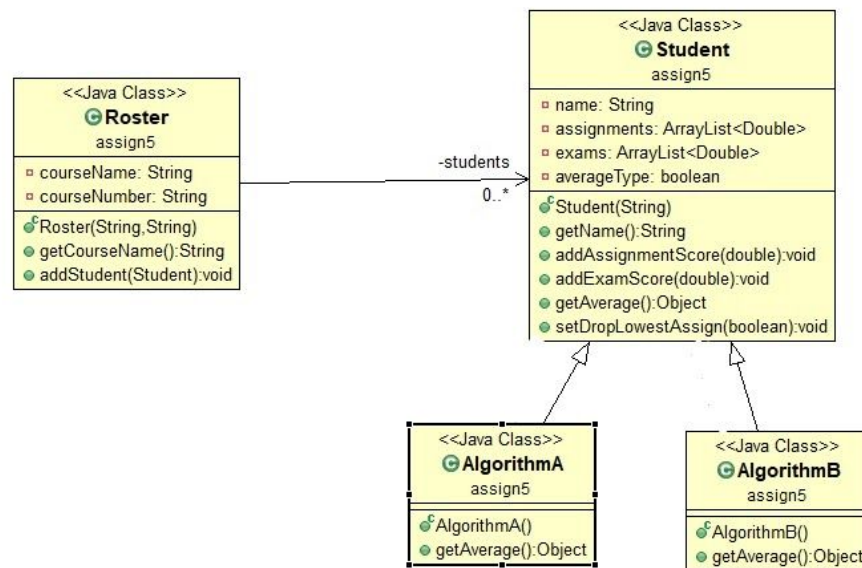 <<Java Class>>
Roster
assign5
courseName: String
courseNumber: String
Roster(String,String)
getCourseName():String
addStudent(Student):void
-students
0..*
<<Java Class>>
Student
assign5
name: String
assignments: ArrayList<Double>
exams: ArrayList<Double>
averageType: boolean
Student(String)
getName():String
addAssignmentScore(double):void
addExamScore(double):void
getAverage():Object
setDropLowestAssign(boolean):void
<<Java Class>>
AlgorithmA
assign5
AlgorithmA()
getAverage():Object
<<Java Class>>
AlgorithmB
assign5
AlgorithmB()
getAverage():Object